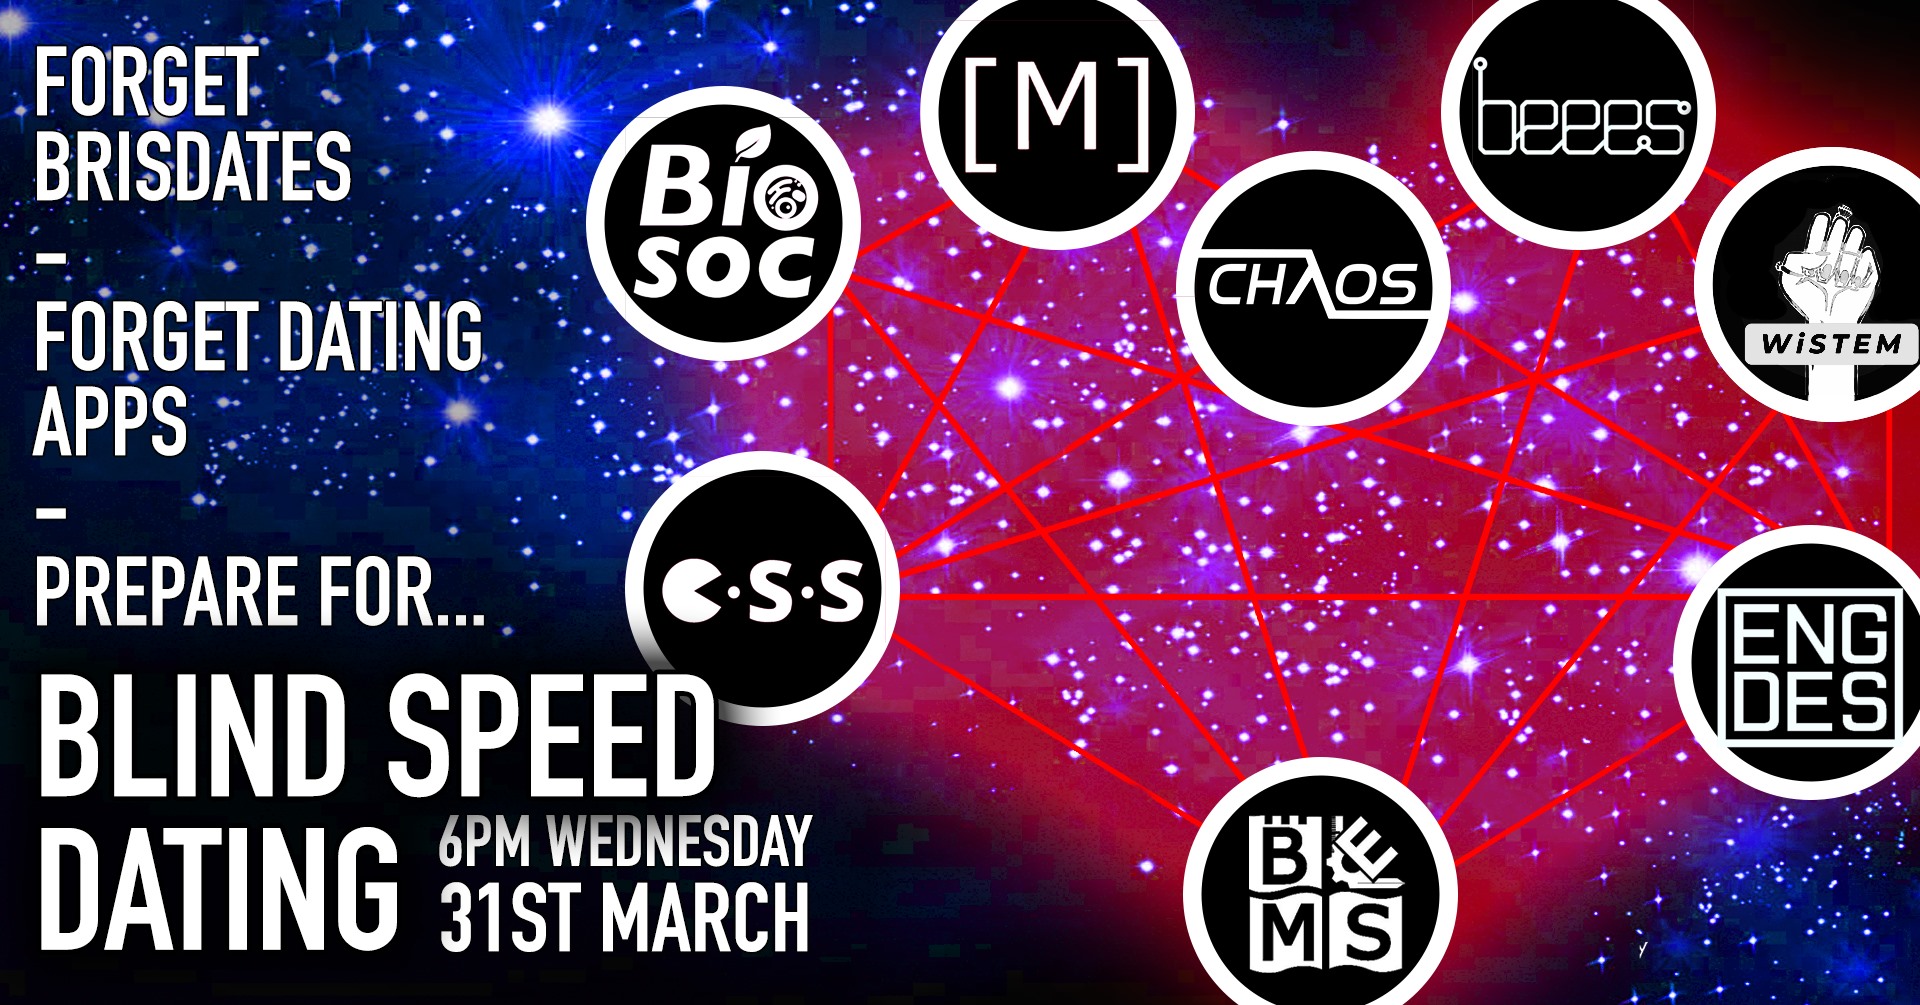 FORGET
BRISDATES
-
FORGET DATING
APPS
-
PREPARE FOR...
BLIND SPEED
DATING
6PM WEDNESDAY
31ST MARCH
BiO
SOC
[M]
CHAOS
beees
WiSTEM
C·S·S
ENG
DES
BE
MS